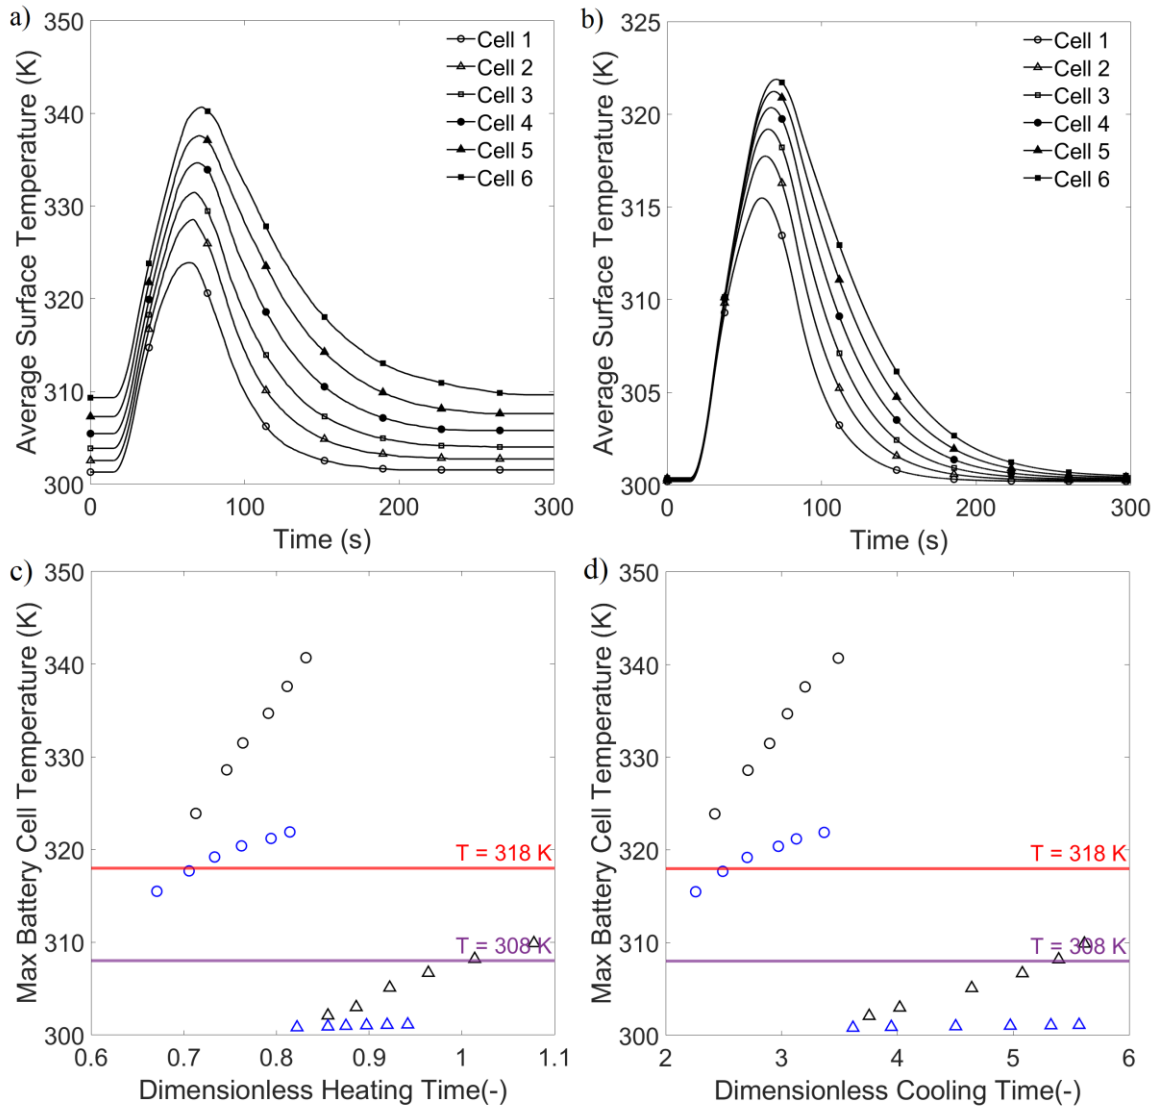 a)
350
340
330
320
310
300
0
100
200
300
Average Surface Temperature (K)
Time (s)
Cell 1
Cell 2
Cell 3
Cell 4
Cell 5
Cell 6
b)
325
320
315
310
305
300
0
100
200
300
Average Surface Temperature (K)
Time (s)
Cell 1
Cell 2
Cell 3
Cell 4
Cell 5
Cell 6
c)
350
340
330
320
310
300
0.6
0.7
0.8
0.9
1
1.1
Max Battery Cell Temperature (K)
Dimensionless Heating Time(-)
T = 318 K
T = 308 K
d)
350
340
330
320
310
300
2
3
4
5
6
Max Battery Cell Temperature (K)
Dimensionless Cooling Time(-)
T = 318 K
T = 308 K